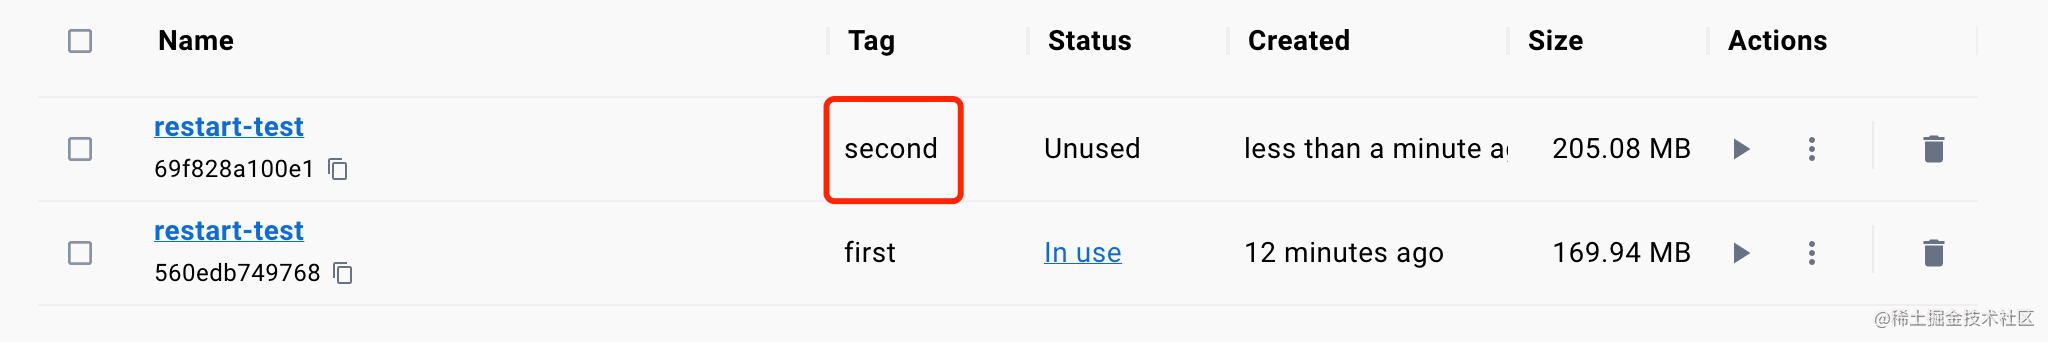 Name Tag Status Created Size Actions
restart-test
69f828a100e1
second Unused less than a minute a 205.08 MB
restart-test
560edb749768
first In use 12 minutes ago 169.94 MB
@稀土掘金技术社区